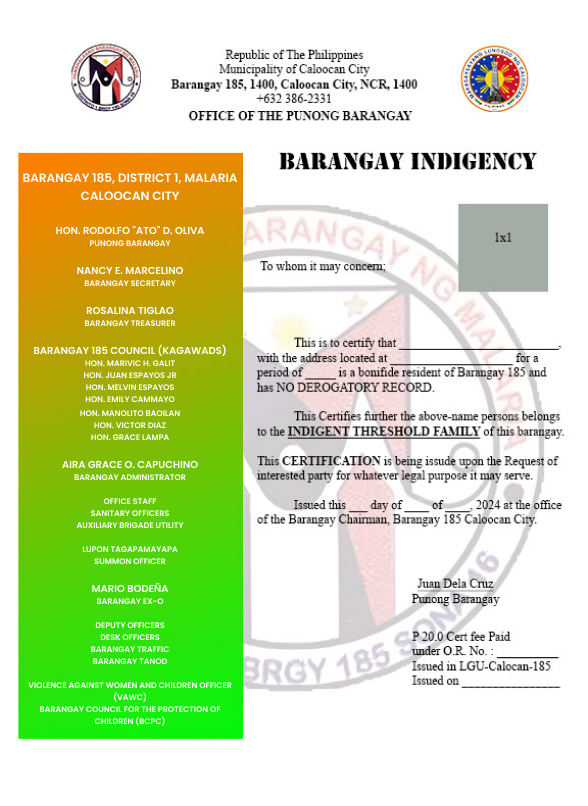 Republic of The Philippines
Municipality of Caloocan City
Barangay 185, 1400, Caloocan City, NCR, 1400
+632 386-2331
OFFICE OF THE PUNONG BARANGAY
BARANGAY 185, DISTRICT 1, MALARIA
CALOOCAN CITY
HON. RODOLFO "ATO" D. OLIVA
PUNONG BARANGAY
NANCY E. MARCELINO
BARANGAY SECRETARY
ROSALINA TIGLAO
BARANGAY TREASURER
BARANGAY 185 COUNCIL (KAGAWADS)
HON. MARIVIC H. GALIT
HON. JUAN ESPAYOS JR
HON. MELVIN ESPAYOS
HON. EMILY CAMMAYO
HON. MANOLITO BAOILAN
HON. VICTOR DIAZ
HON. GRACE LAMPA
AIRA GRACE O. CAPUCHINO
BARANGAY ADMINISTRATOR
OFFICE STAFF
SANITARY OFFICERS
AUXILIARY BRIGADE UTILITY
LUPON TAGAPAMAYAPA
SUMMON OFFICER
MARIO BODEÑA
BARANGAY EX-O
DEPUTY OFFICERS
DESK OFFICERS
BARANGAY TRAFFIC
BARANGAY TANOD
VIOLENCE AGAINST WOMEN AND CHILDREN OFFICER
(VAWC)
BARANGAY COUNCIL FOR THE PROTECTION OF
CHILDREN (BCPC)
BARANGAY INDIGENCY
1x1
To whom it may concern;
This is to certify that __________________________,
with the address located at ____________________ for a
period of _____ is a bonifide resident of Barangay 185 and
has NO DEROGATORY RECORD.
This Certifies further the above-name persons belongs
to the INDIGENT THRESHOLD FAMILY of this barangay.
This CERTIFICATION is being issude upon the Request of
interested party for whatever legal purpose it may serve.
Issued this ___ day of ____ of ____, 2024 at the office
of the Barangay Chairman, Barangay 185 Caloocan City.
Juan Dela Cruz
Punong Barangay
P 20.0 Cert fee Paid
under O.R. No. : __________
Issued in LGU-Calocan-185
Issued on ________________
BARANGAY NG MALARIA
BRGY 185 SONA 16